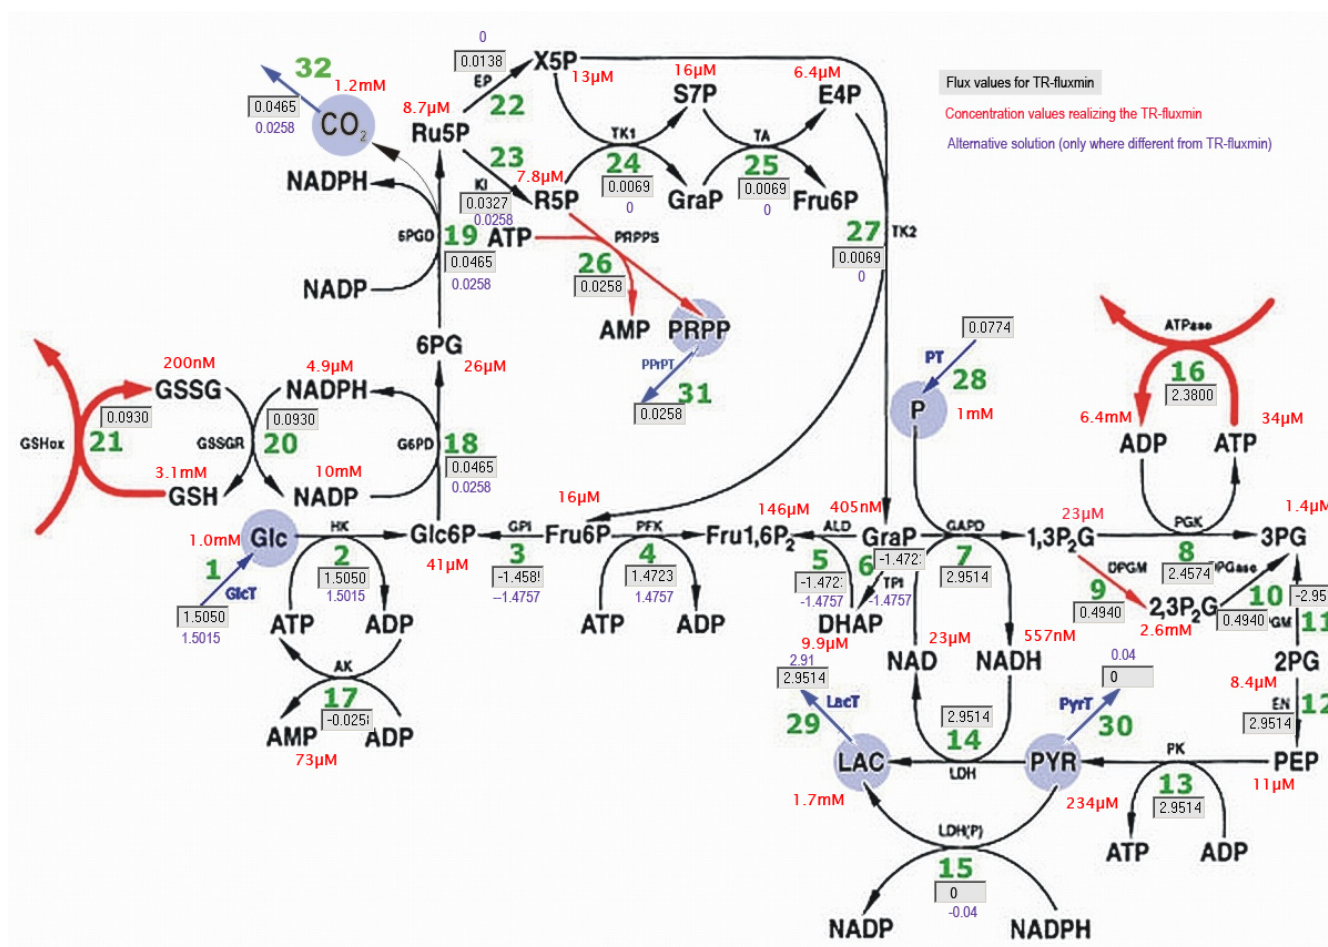 0
0.0138
X5P
32
1.2mM
EP
13µM
16µM
6.4µM
Flux values for TR-fluxmin
0.0465
8.7µM
22
S7P
E4P
Concentration values realizing the TR-fluxmin
0.0258
CO2
Ru5P
TK1
TA
Alternative solution (only where different from TR-fluxmin)
23
24
25
NADPH
7.8µM
0.0069
0.0069
KI
0.0327
R5P
GraP
Fru6P
0.0258
0
0
6PGD
19
ATP
PRPPS
27
TK2
0.0465
26
0.0069
0.0258
0.0258
0
NADP
AMP
PRPP
ATPase
0.0774
6PG
PT
PPrPT
28
16
200nM
4.9µM
26µM
31
2.3800
GSSG
NADPH
0.0258
P
1mM
6.4mM
34µM
0.0930
0.0930
GSHox
21
GSSGR
20
G6PD
18
ADP
ATP
3.1mM
10mM
0.0465
GSH
NADP
0.0258
16µM
146µM
405nM
23µM
1.4µM
1.0mM
Glc
HK
Glc6P
GPI
Fru6P
PFK
Fru1,6P2
ALD
GraP
GAPD
1,3P2G
PGK
3PG
1
2
41µM
3
4
5
6
-1.472
7
8
GlcT
1.5050
-1.458
1.4723
-1.472
TPI
2.9514
2.4574
DPGM
PGase
1.5050
1.5015
--1.4757
1.4757
-1.4757
-1.4757
9
10
-2.95
1.5015
ATP
ADP
ATP
ADP
DHAP
0.4940
2,3P2G
0.4940
GM
11
9.9µM
23µM
557nM
2.6mM
AK
2.91
NAD
NADH
0.04
2PG
17
2.9514
0
8.4µM
-0.025
LacT
2.9514
PyrT
EN
12
AMP
ADP
29
14
30
2.9514
73µM
LAC
LDH
PYR
PK
PEP
13
11µM
1.7mM
234µM
2.9514
LDH(P)
ATP
ADP
15
0
-0.04
NADP
NADPH